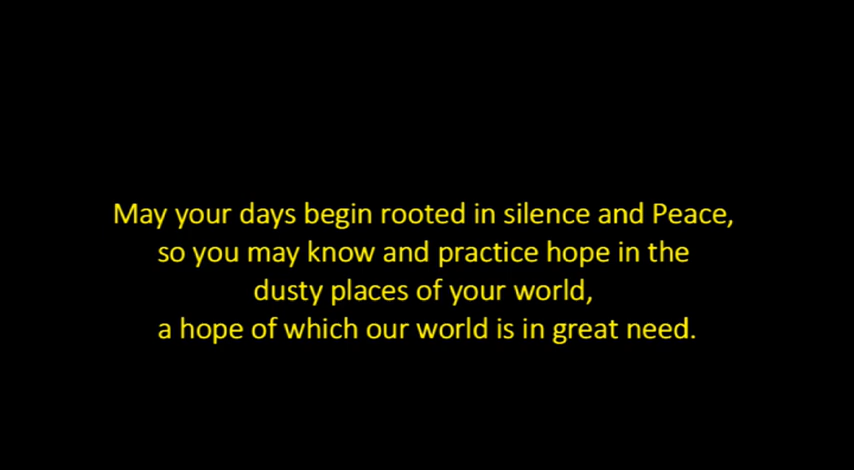 May your days begin rooted in silence and Peace,
so you may know and practice hope in the
dusty places of your world,
a hope of which our world is in great need.